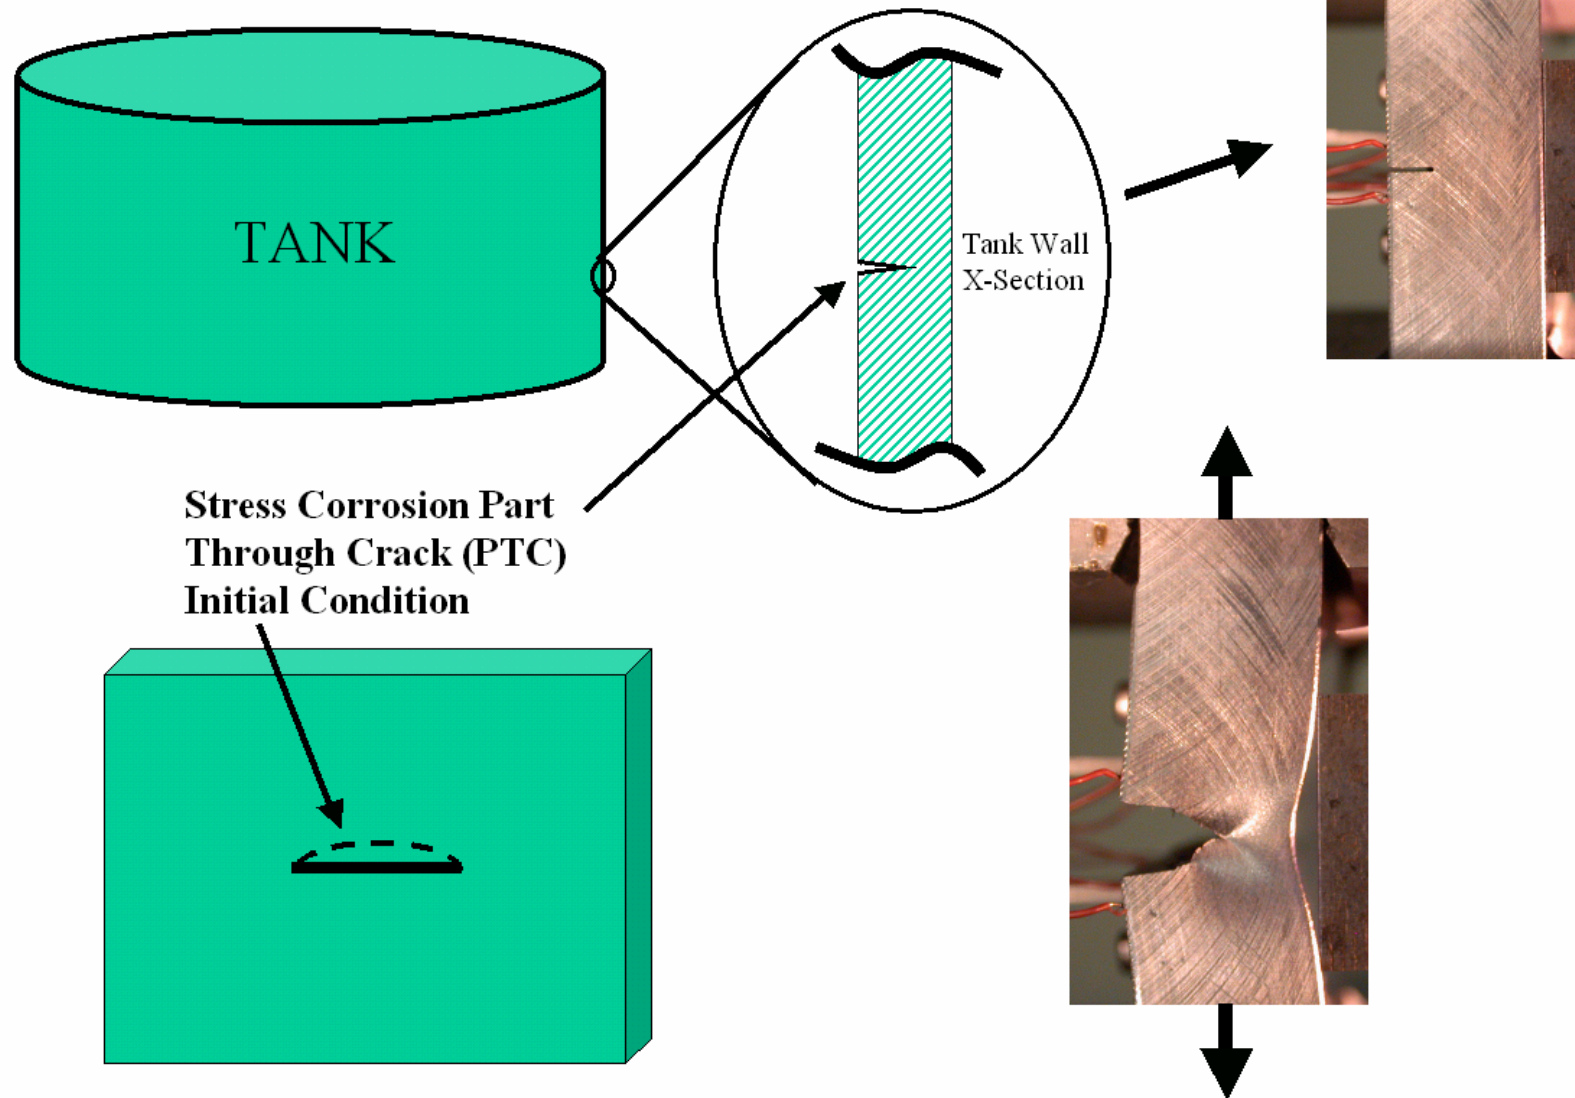 TANK
Tank Wall
X-Section
Stress Corrosion Part
Through Crack (PTC)
Initial Condition